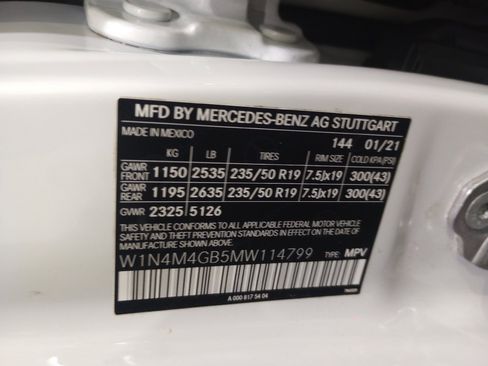 MFD BY MERCEDES-BENZ AG STUTTGART
MADE IN MEXICO 144 01/21
KG LB TIRES RIM SIZE COLD KPA(PSI)
GAWR FRONT 1150 2535 235/50 R19 7.5Jx19 300(43)
GAWR REAR 1195 2635 235/50 R19 7.5Jx19 300(43)
GVWR 2325 5126
THIS VEHICLE CONFORMS TO ALL APPLICABLE FEDERAL MOTOR VEHICLE
SAFETY AND THEFT PREVENTION STANDARDS IN EFFECT ON THE DATE
OF MANUFACTURE SHOWN ABOVE.
W1N4M4GB5MW114799 TYPE: MPV
A 000 817 54 04